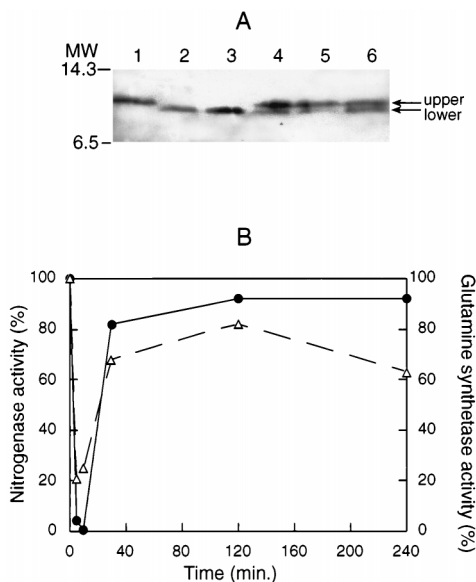 A
MW
1 2 3 4 5 6
14.3
upper
lower
6.5
B
Nitrogenase activity (%)
Glutamine synthetase activity (%)
100 100
80 80
60 60
40 40
20 20
0 0
0 40 80 120 160 200 240
Time (min.)